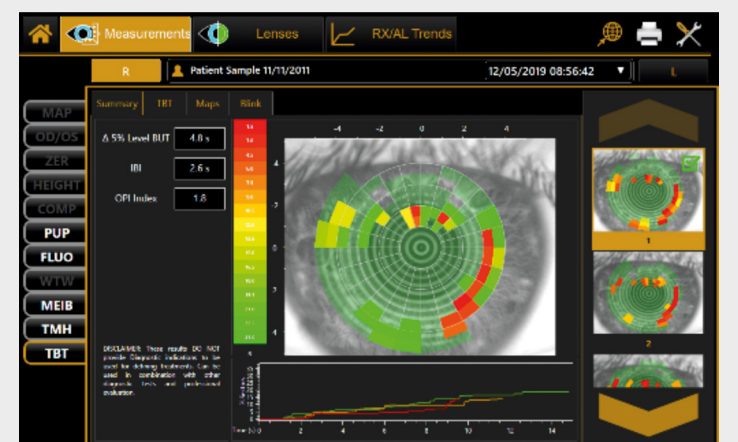 Measurements
Lenses
RX/AL Trends
R
Patient Sample 11/11/2011
12/05/2019 08:56:42
L
MAP
OD/OS
ZER
HEIGHT
COMP
PUP
FLUO
WTW
MEIB
TMH
TBT
Summary
TBT
Maps
Blink
Δ 5% Level BUT 4.8 s
IBI 2.6 s
OPI Index 1.8
-4 -2 0 2 4
4
0
2
4
DISCLAIMER: These results DO NOT
provide Diagnostic indications to be
used for defining treatments. Can be
used in combination with other
diagnostic tests and professional
evaluation.
0 2 4 6 8 10 12 14
1
2